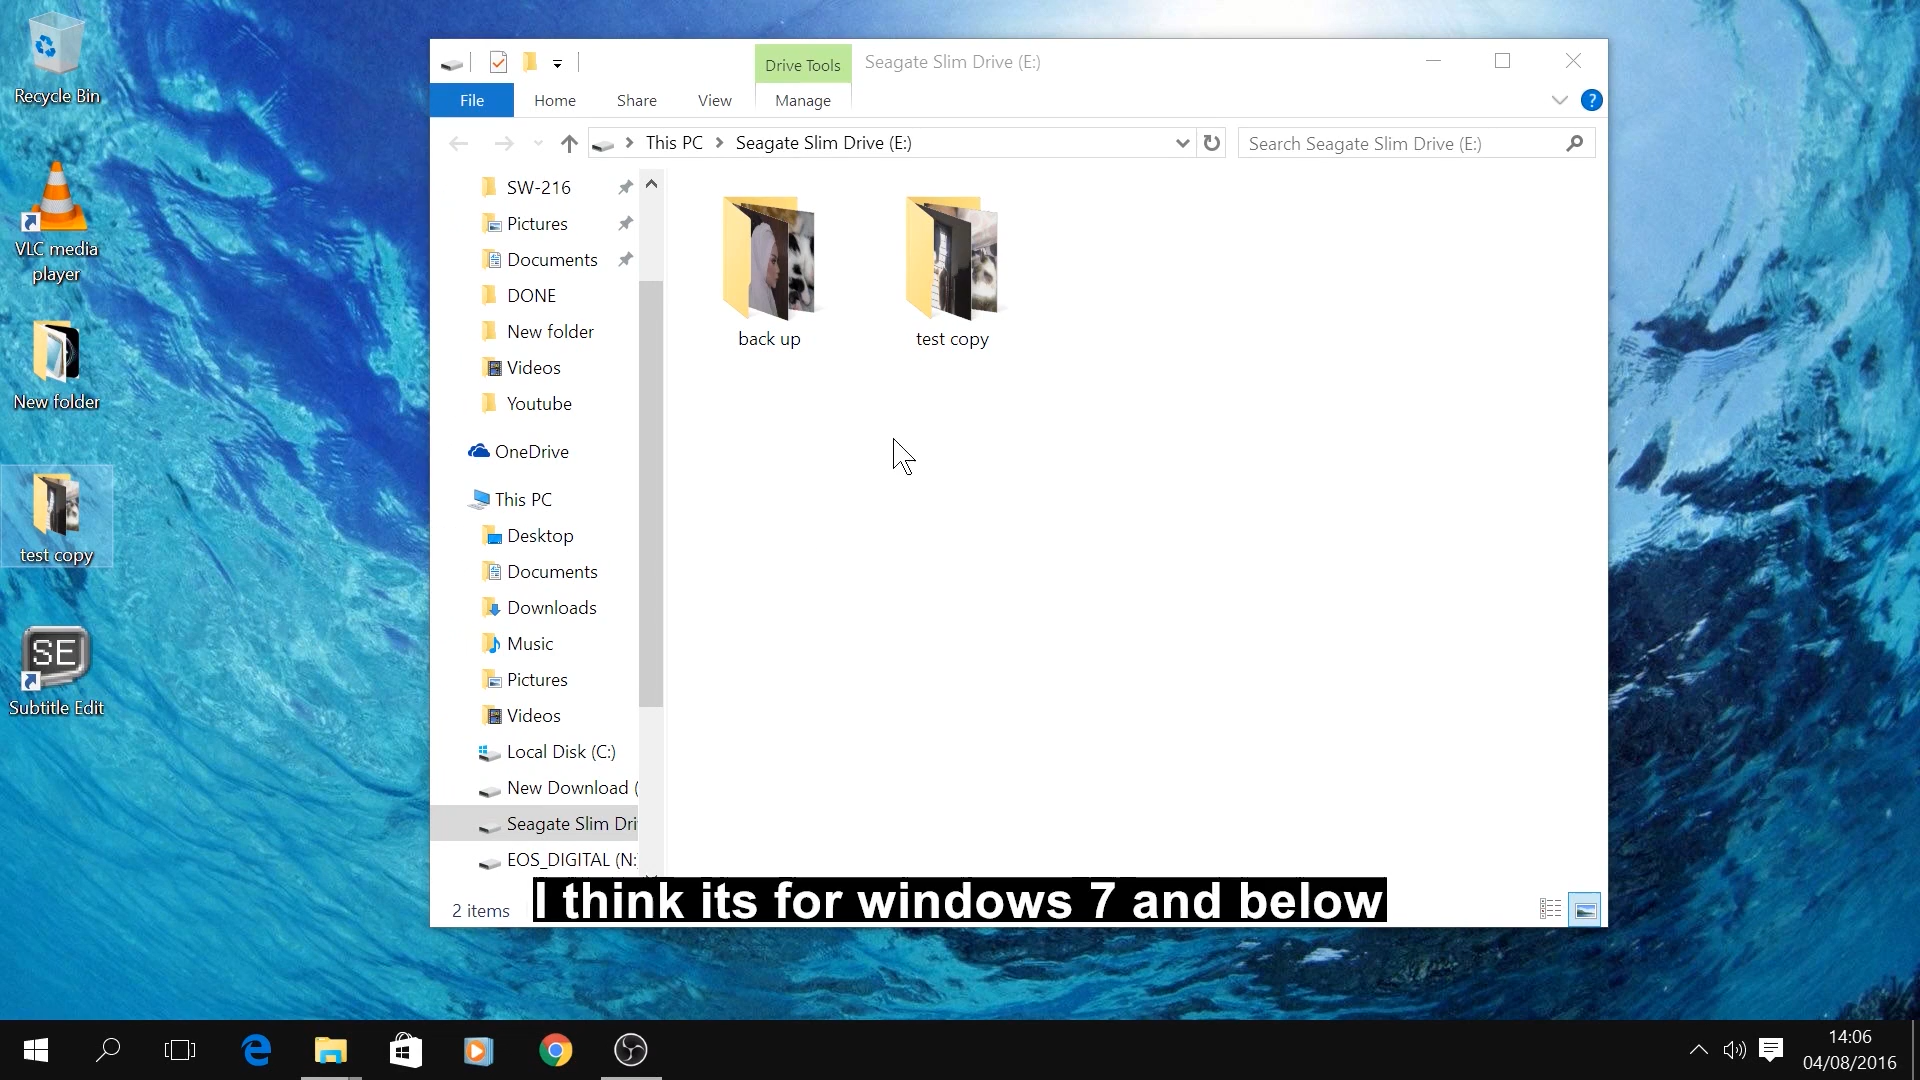 Recycle Bin
VLC media
player
New folder
test copy
SE
Subtitle Edit
Drive Tools
Seagate Slim Drive (E:)
File
Home
Share
View
Manage
?
This PC
Seagate Slim Drive (E:)
Search Seagate Slim Drive (E:)
SW-216
Pictures
Documents
DONE
New folder
Videos
Youtube
OneDrive
This PC
Desktop
Documents
Downloads
Music
Pictures
Videos
Local Disk (C:)
New Download (
Seagate Slim Dri
EOS_DIGITAL (N:
back up
test copy
2 items
I think its for windows 7 and below
14:06
04/08/2016